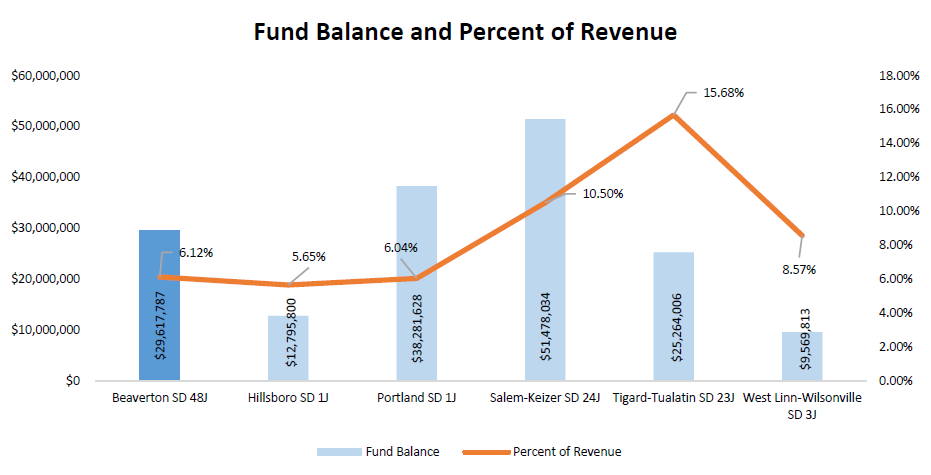 Fund Balance and Percent of Revenue
$60,000,000
$50,000,000
$40,000,000
$30,000,000
$20,000,000
$10,000,000
$0
18.00%
16.00%
14.00%
12.00%
10.00%
8.00%
6.00%
4.00%
2.00%
0.00%
6.12%
5.65%
6.04%
10.50%
15.68%
8.57%
$29,617,787
$12,795,800
$38,281,628
$51,478,034
$25,264,006
$9,569,813
Beaverton SD 48J
Hillsboro SD 1J
Portland SD 1J
Salem-Keizer SD 24J
Tigard-Tualatin SD 23J
West Linn-Wilsonville
SD 3J
Fund Balance
Percent of Revenue